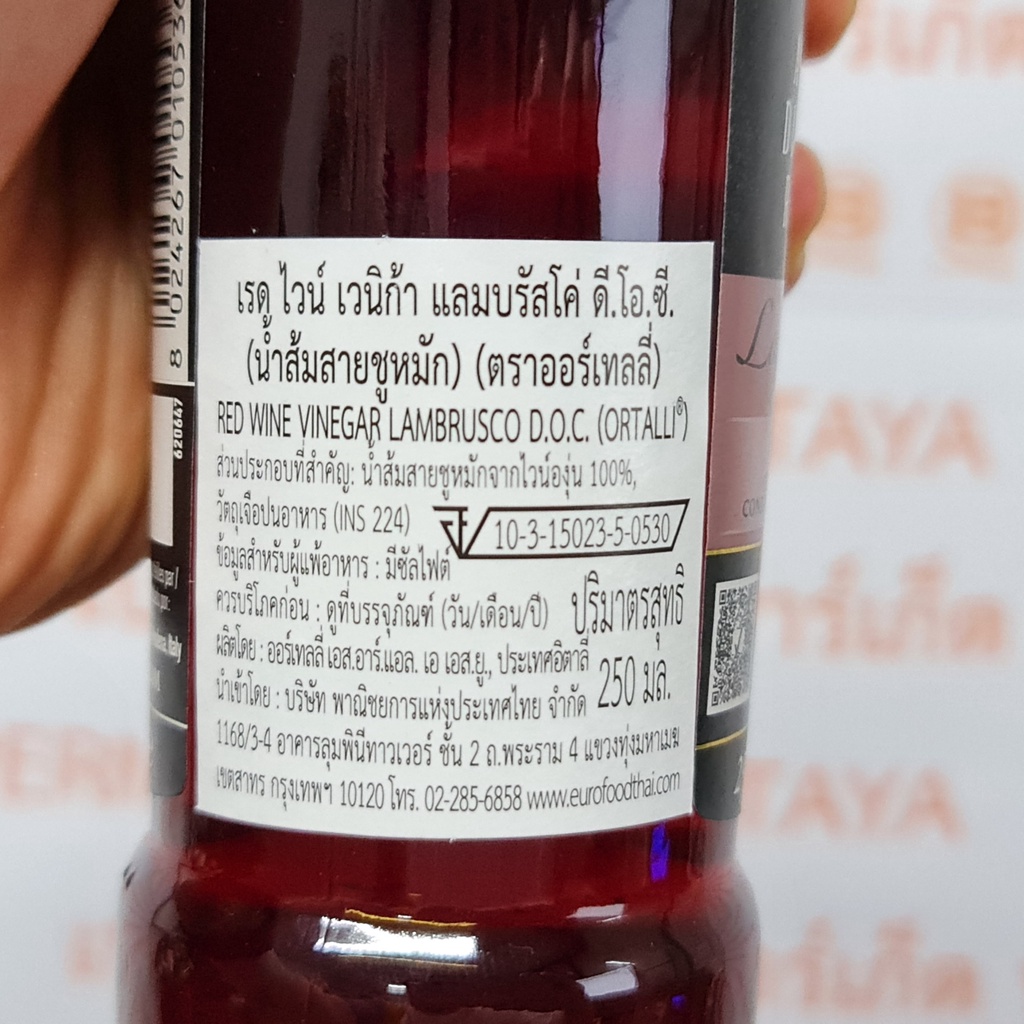 เรด ไวน์ เวนิก้า แลมบรัสโค่ ดี.โอ.ซี.
(น้ำส้มสายชูหมัก) (ตราออร์เทลลี่)
RED WINE VINEGAR LAMBRUSCO D.O.C. (ORTALLI®)
ส่วนประกอบที่สำคัญ: น้ำส้มสายชูหมักจากไวน์องุ่น 100%,
วัตถุเจือปนอาหาร (INS 224)
10-3-15023-5-0530
ข้อมูลสำหรับผู้แพ้อาหาร : มีซัลไฟต์
ควรบริโภคก่อน : ดูที่บรรจุภัณฑ์ (วัน/เดือน/ปี)
ปริมาตรสุทธิ
250 มล.
ผลิตโดย : ออร์เทลลี่ เอส.อาร์.แอล. เอ เอส.ยู., ประเทศอิตาลี
นำเข้าโดย : บริษัท พาณิชยการแห่งประเทศไทย จำกัด
1168/3-4 อาคารลุมพินีทาวเวอร์ ชั้น 2 ถ.พระราม 4 แขวงทุ่งมหาเมฆ
เขตสาทร กรุงเทพฯ 10120 โทร. 02-285-6858 www.eurofoodthai.com
620647
TAYA
TAYA